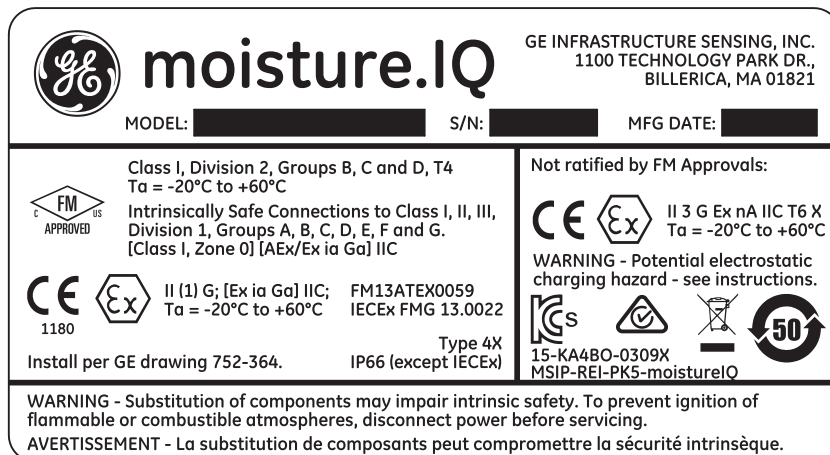 GE
moisture.IQ
GE INFRASTRUCTURE SENSING, INC.
1100 TECHNOLOGY PARK DR.,
BILLERICA, MA 01821
MODEL:
S/N:
MFG DATE:
Class I, Division 2, Groups B, C and D, T4
Ta = -20°C to +60°C
Intrinsically Safe Connections to Class I, II, III,
Division 1, Groups A, B, C, D, E, F and G.
[Class I, Zone 0] [AEx/Ex ia Ga] IIC
FM
C US
APPROVED
CE
1180
Ex
II (1) G; [Ex ia Ga] IIC;
Ta = -20°C to +60°C
FM13ATEX0059
IECEx FMG 13.0022
Type 4X
IP66 (except IECEx)
Install per GE drawing 752-364.
Not ratified by FM Approvals:
CE
Ex
II 3 G Ex nA IIC T6 X
Ta = -20°C to +60°C
WARNING - Potential electrostatic
charging hazard - see instructions.
KC S
50
15-KA4BO-0309X
MSIP-REI-PK5-moistureIQ
WARNING - Substitution of components may impair intrinsic safety. To prevent ignition of
flammable or combustible atmospheres, disconnect power before servicing.
AVERTISSEMENT - La substitution de composants peut compromettre la sécurité intrinsèque.